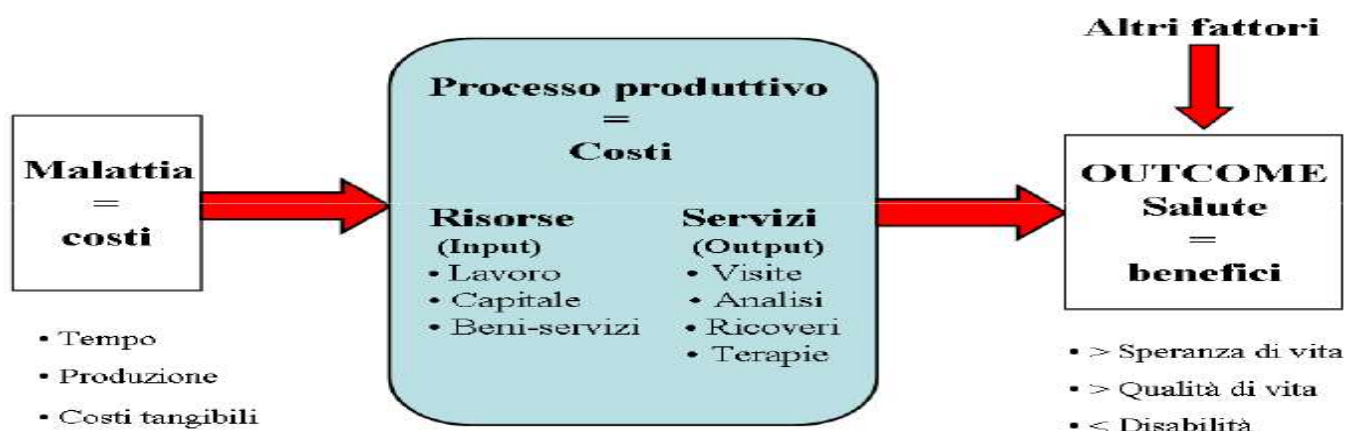 Malattia
=
costi
• Tempo
• Produzione
• Costi tangibili
Processo produttivo
=
Costi
Risorse
(Input)
• Lavoro
• Capitale
• Beni-servizi
Servizi
(Output)
• Visite
• Analisi
• Ricoveri
• Terapie
Altri fattori
OUTCOME
Salute
=
benefici
• > Speranza di vita
• > Qualità di vita
• < Disabilità